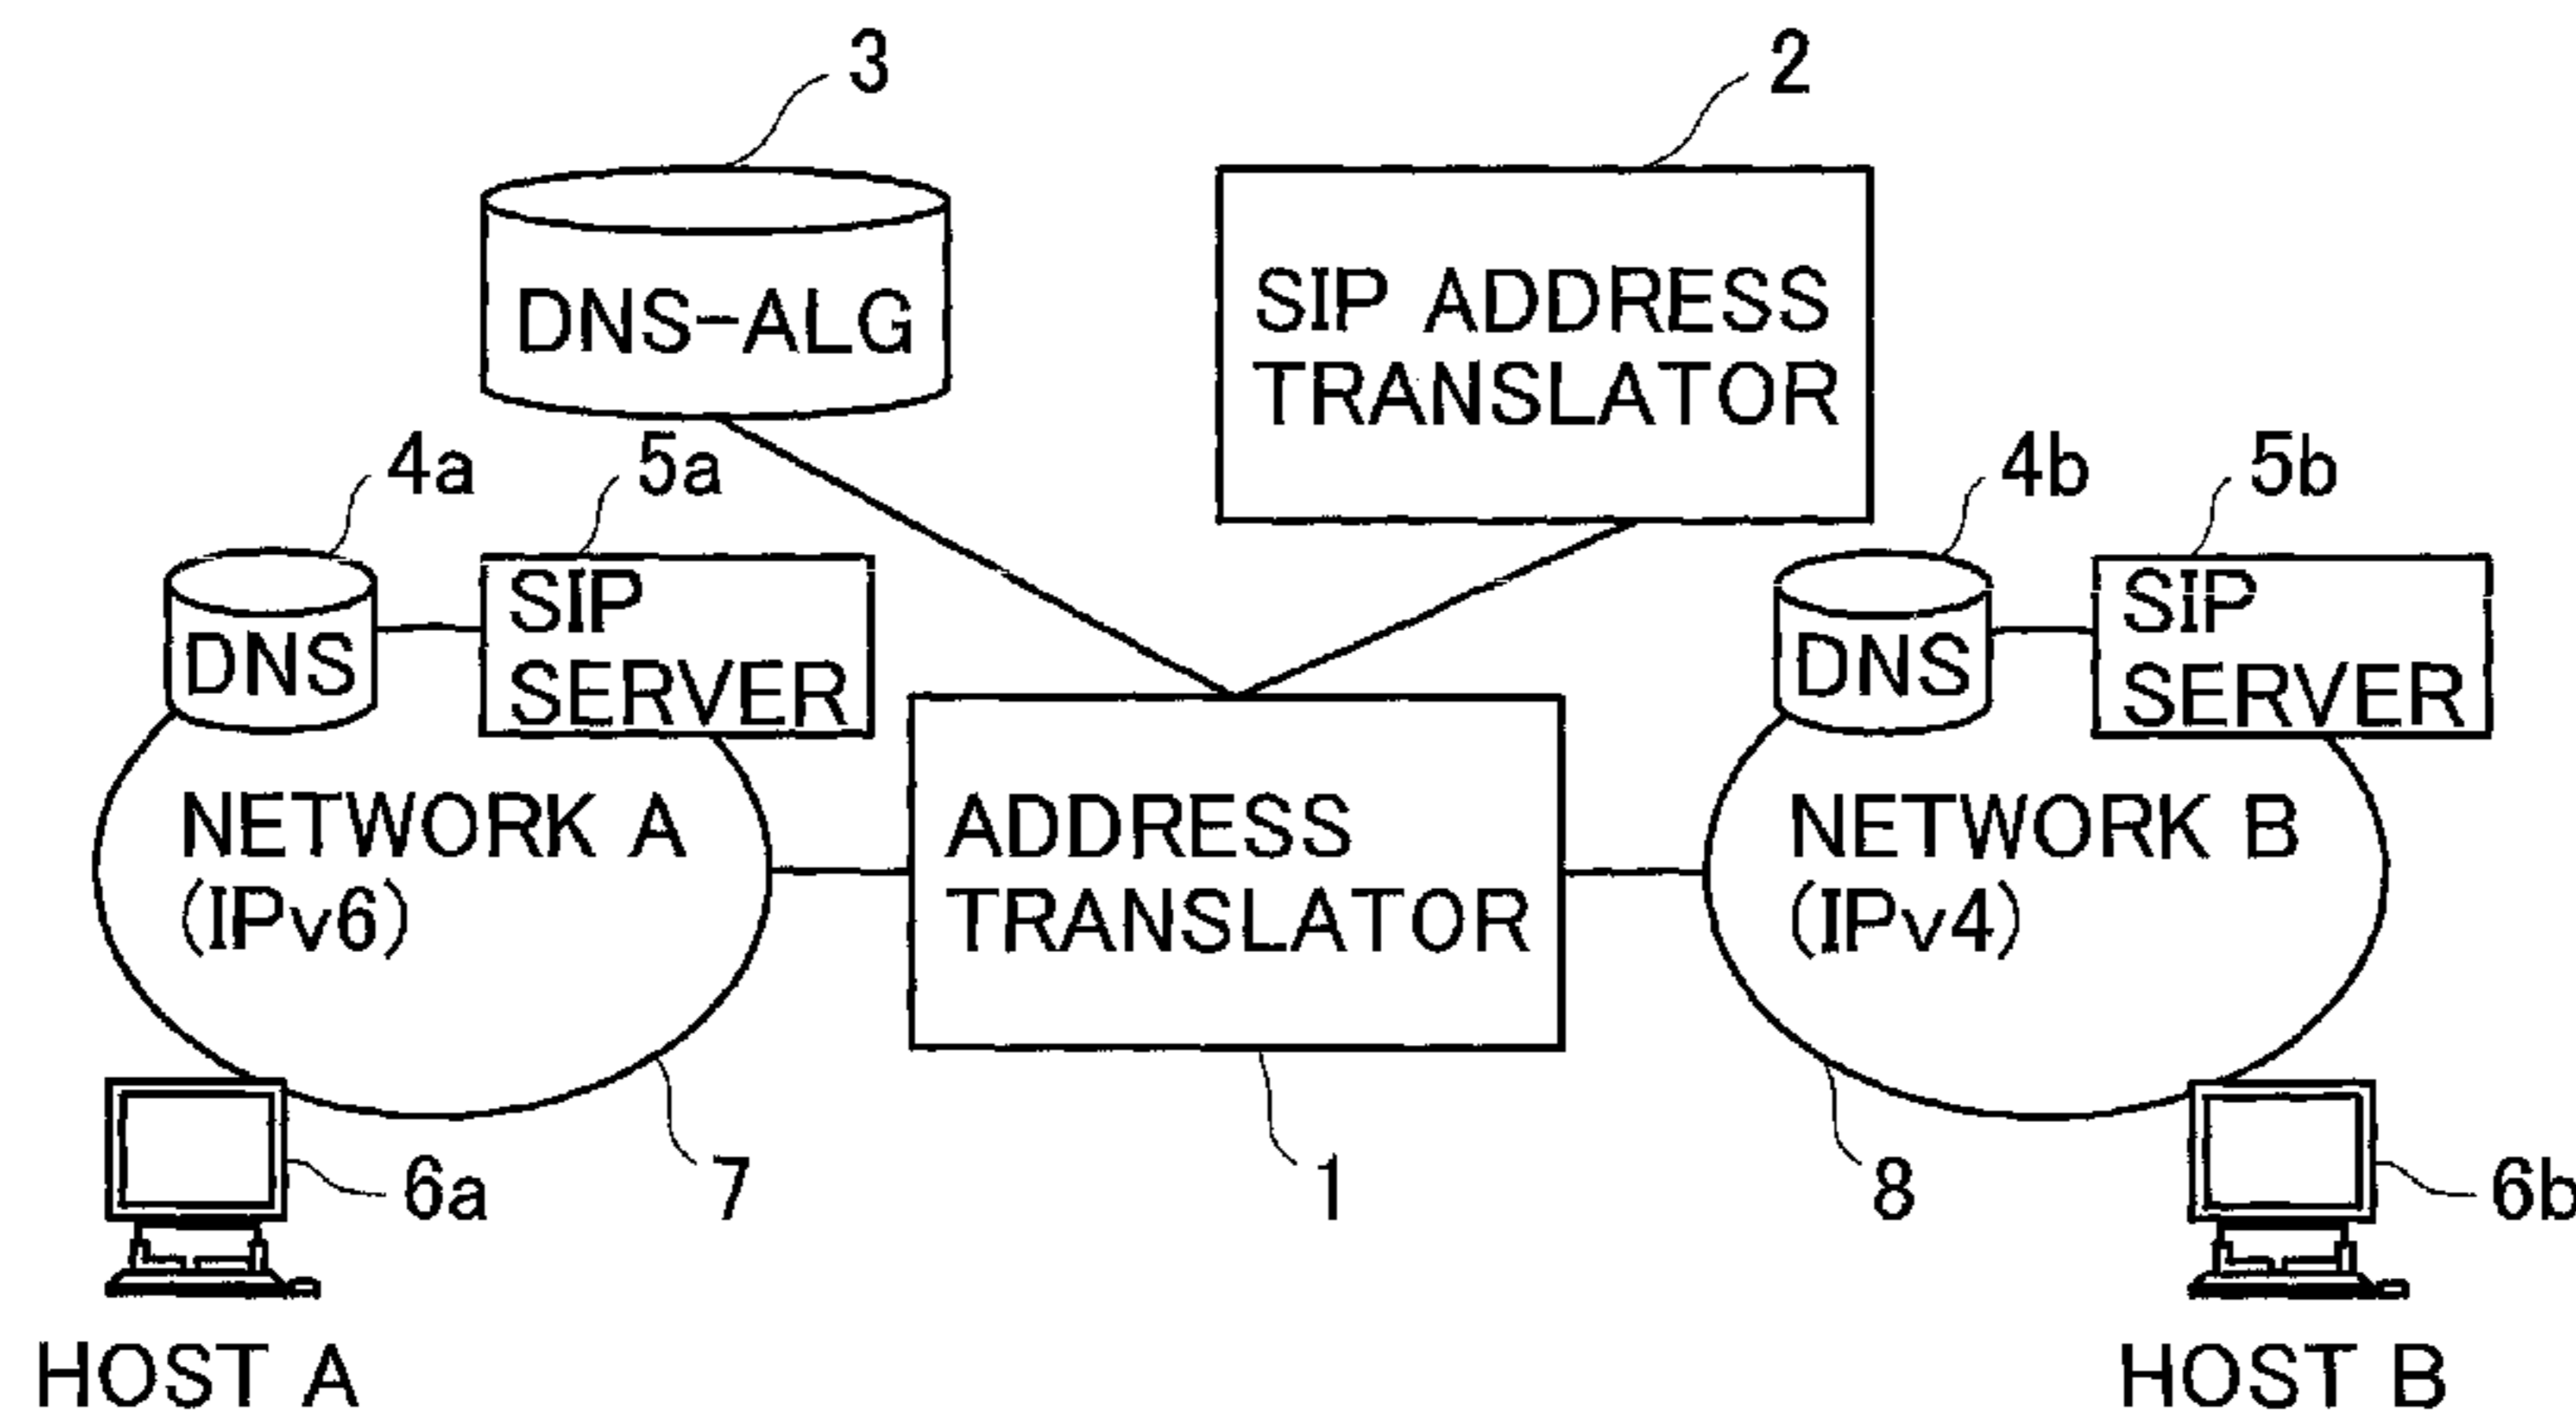 3
2
DNS-ALG
SIP ADDRESS
TRANSLATOR
4a
5a
4b
5b
DNS
SIP
SERVER
DNS
SIP
SERVER
NETWORK A
(IPv6)
ADDRESS
TRANSLATOR
NETWORK B
(IPv4)
6a
7
1
8
6b
HOST A
HOST B